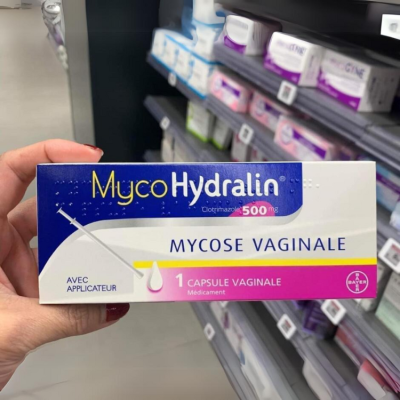 MycoHydralin®
Clotrimazole 500 mg
MYCOSE VAGINALE
AVEC
APPLICATEUR
1 CAPSULE VAGINALE
Médicament
BAYER